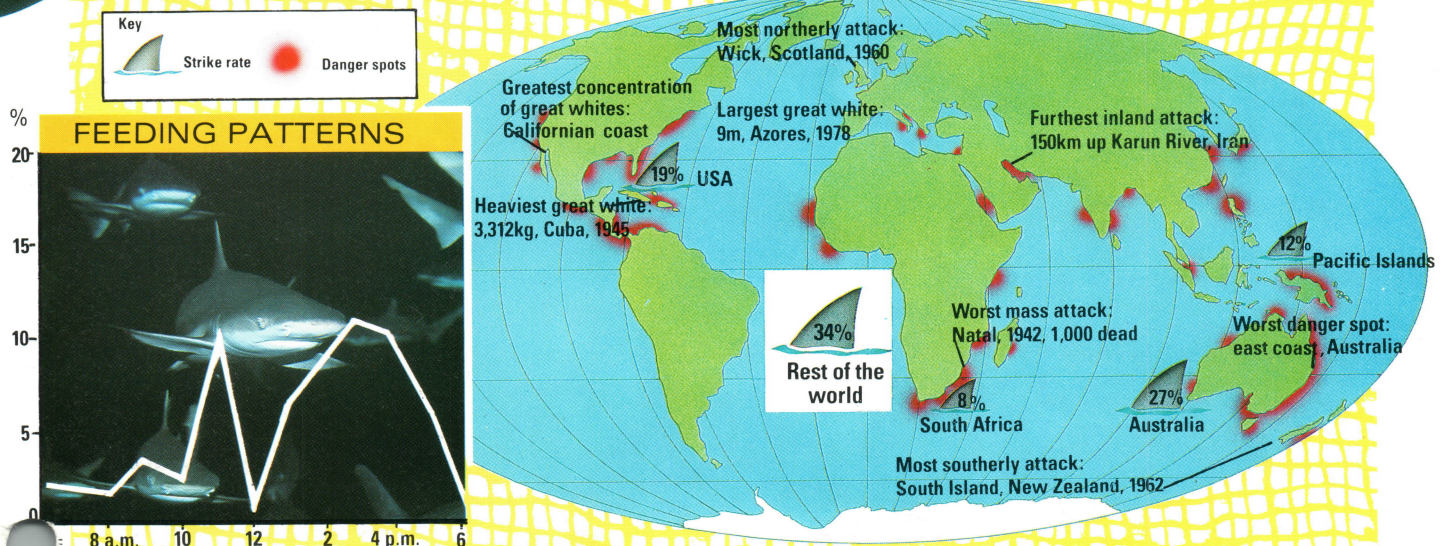 Key
Strike rate
Danger spots
%
FEEDING PATTERNS
20
15
10
5
0
8 a.m.
10
12
2
4 p.m.
6
Most northerly attack:
Wick, Scotland, 1960
Greatest concentration
of great whites:
Californian coast
Largest great white:
9m, Azores, 1978
Furthest inland attack:
150km up Karun River, Iran
19%
USA
Heaviest great white:
3,312kg, Cuba, 1945
12%
Pacific Islands
34%
Rest of the
world
Worst mass attack:
Natal, 1942, 1,000 dead
Worst danger spot:
east coast, Australia
8%
South Africa
27%
Australia
Most southerly attack:
South Island, New Zealand, 1962